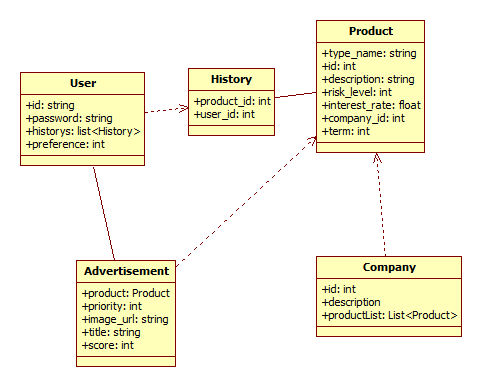 User
+id: string
+password: string
+historys: list<History>
+preference: int
History
+product_id: int
+user_id: int
Product
+type_name: string
+id: int
+description: string
+risk_level: int
+interest_rate: float
+company_id: int
+term: int
Advertisement
+product: Product
+priority: int
+image_url: string
+title: string
+score: int
Company
+id: int
+description
+productList: List<Product>